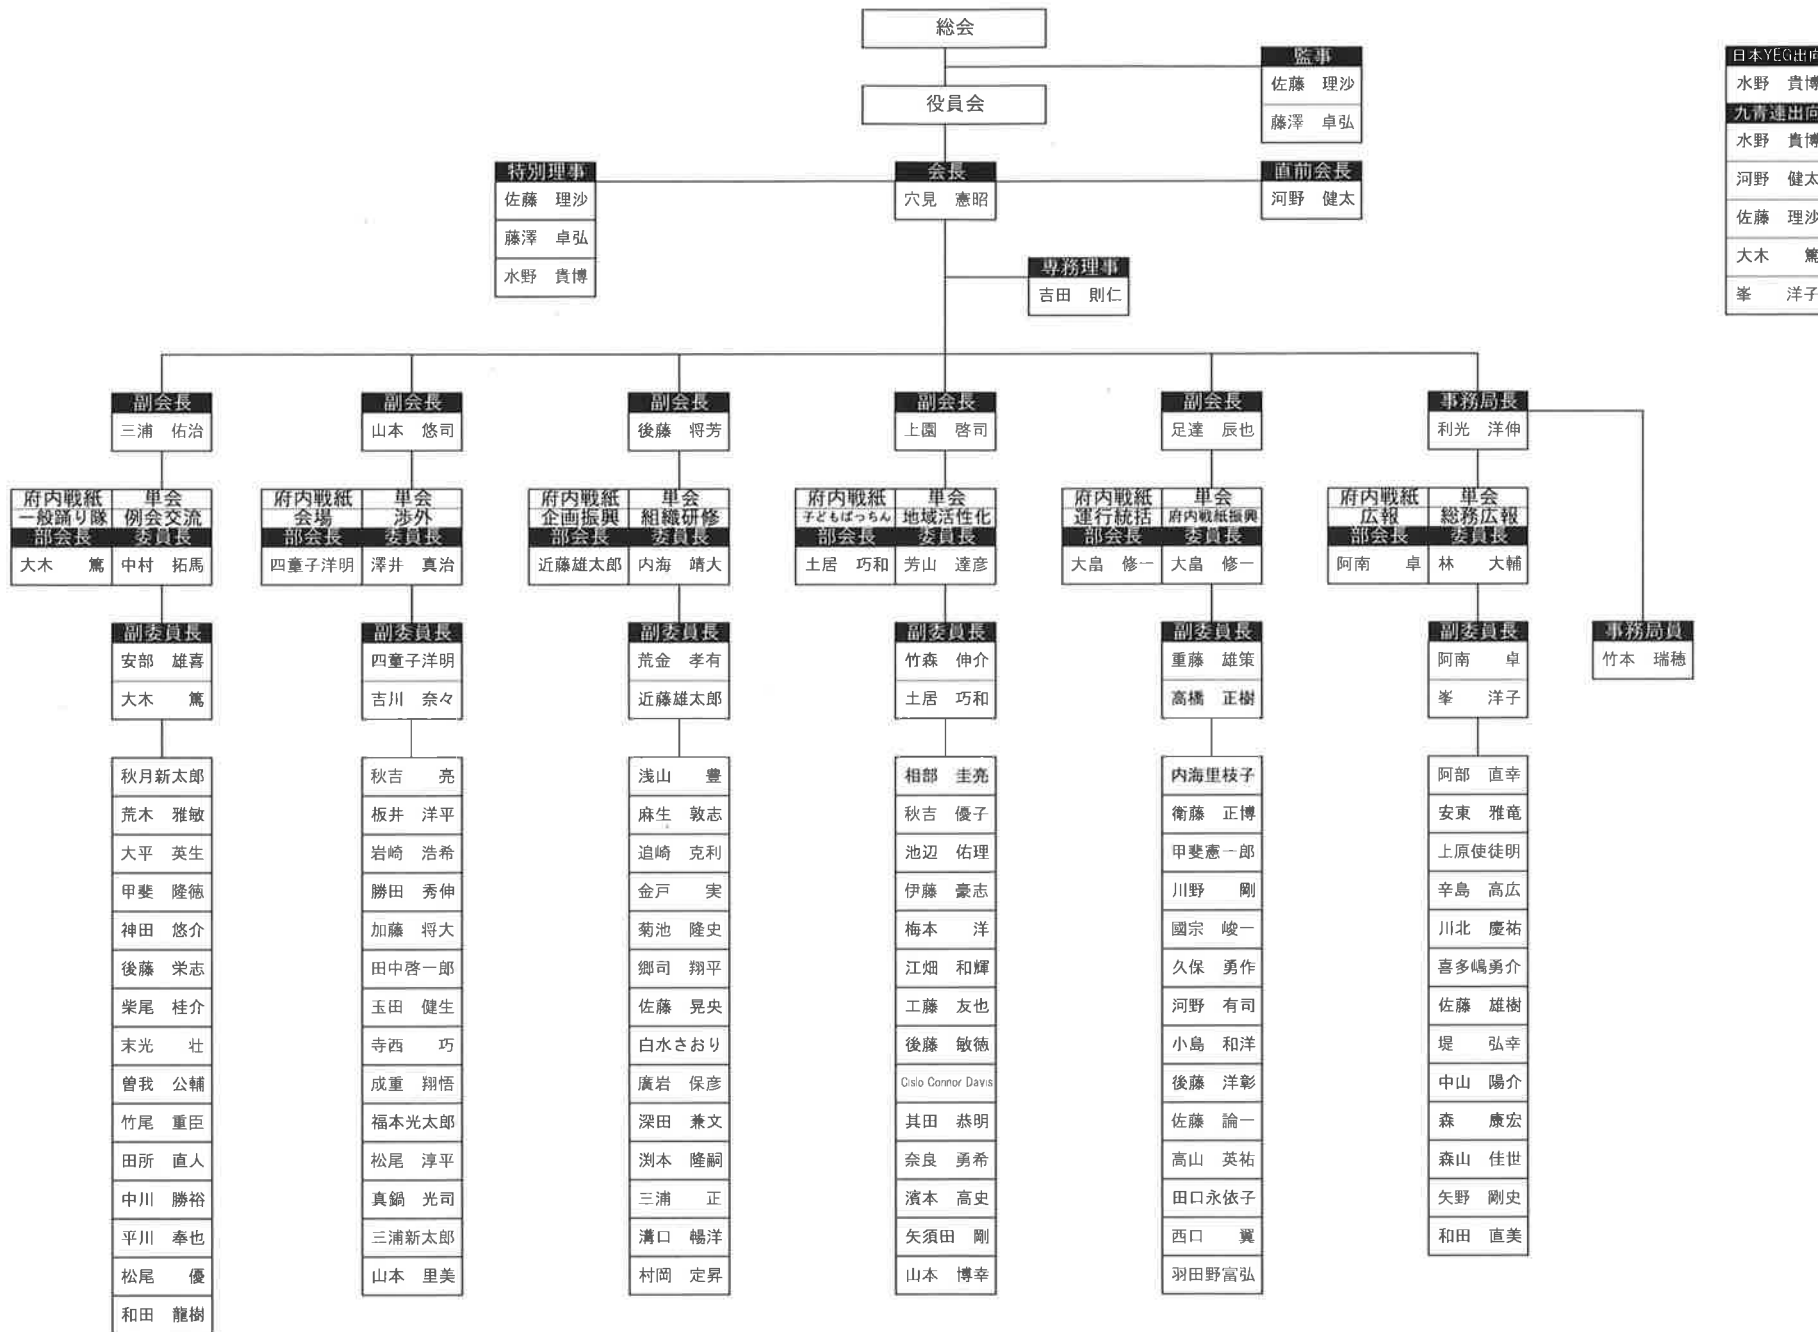 総会
役員会
監事
佐藤 理沙
藤澤 卓弘
日本YEG出向
水野 貴博
九青連出向
水野 貴博
河野 健太
佐藤 理沙
大木 篤
峯 洋子
特別理事
佐藤 理沙
藤澤 卓弘
水野 貴博
会長
穴見 憲昭
直前会長
河野 健太
専務理事
吉田 則仁
副会長
三浦 佑治
府内戦紙 単会
一般踊り隊 例会交流
部会長 委員長
大木 篤 中村 拓馬
副委員長
安部 雄喜
大木 篤
秋月新太郎
荒木 雅敏
大平 英生
甲斐 隆徳
神田 悠介
後藤 栄志
柴尾 桂介
末光 壮
曽我 公輔
竹尾 重臣
田所 直人
中川 勝裕
平川 奉也
松尾 優
和田 龍樹
副会長
山本 悠司
府内戦紙 単会
会場 渉外
部会長 委員長
四童子洋明 澤井 真治
副委員長
四童子洋明
吉川 奈々
秋吉 亮
板井 洋平
岩崎 浩希
勝田 秀伸
加藤 将大
田中啓一郎
玉田 健生
寺西 巧
成重 翔悟
福本光太郎
松尾 淳平
真鍋 光司
三浦新太郎
山本 里美
副会長
後藤 将芳
府内戦紙 単会
企画振興 組織研修
部会長 委員長
近藤雄太郎 内海 靖大
副委員長
荒金 孝有
近藤雄太郎
浅山 豊
麻生 敦志
追崎 克利
金戸 実
菊池 隆史
郷司 翔平
佐藤 晃央
白水さおり
廣岩 保彦
深田 兼文
渕本 隆嗣
三浦 正
溝口 暢洋
村岡 定昇
副会長
上園 啓司
府内戦紙 単会
子どもぱっちん 地域活性化
部会長 委員長
土居 巧和 芳山 達彦
副委員長
竹森 伸介
土居 巧和
相部 圭亮
秋吉 優子
池辺 佑理
伊藤 豪志
梅本 洋
江畑 和輝
工藤 友也
後藤 敏徳
Cislo Connor Davis
其田 恭明
奈良 勇希
濱本 高史
矢須田 剛
山本 博幸
副会長
足達 辰也
府内戦紙 単会
運行統括 府内戦紙振興
部会長 委員長
大畠 修一 大畠 修一
副委員長
重藤 雄策
高橋 正樹
内海里枝子
衛藤 正博
甲斐憲一郎
川野 剛
國宗 峻一
久保 勇作
河野 有司
小島 和洋
後藤 洋彰
佐藤 論一
高山 英祐
田口永依子
西口 翼
羽田野富弘
事務局長
利光 洋伸
府内戦紙 単会
広報 総務広報
部会長 委員長
阿南 卓 林 大輔
副委員長
阿南 卓
峯 洋子
阿部 直幸
安東 雅竜
上原使徒明
辛島 高広
川北 慶祐
喜多嶋勇介
佐藤 雄樹
堤 弘幸
中山 陽介
森 康宏
森山 佳世
矢野 剛史
和田 直美
事務局員
竹本 瑞穂